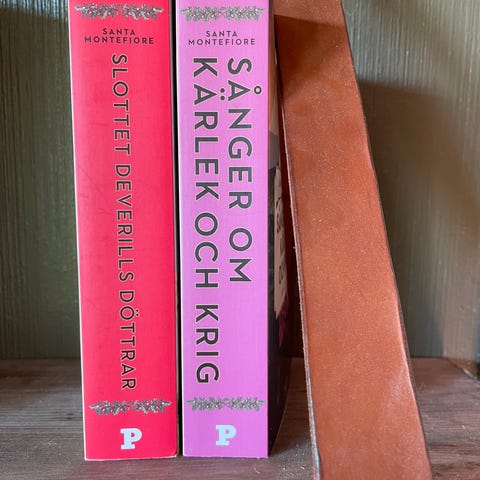 SANTA
MONTEFIORE
SLOTTET DEVERILLS DÖTTRAR
P
SANTA
MONTEFIORE
SÅNGER OM
KÄRLEK OCH KRIG
P